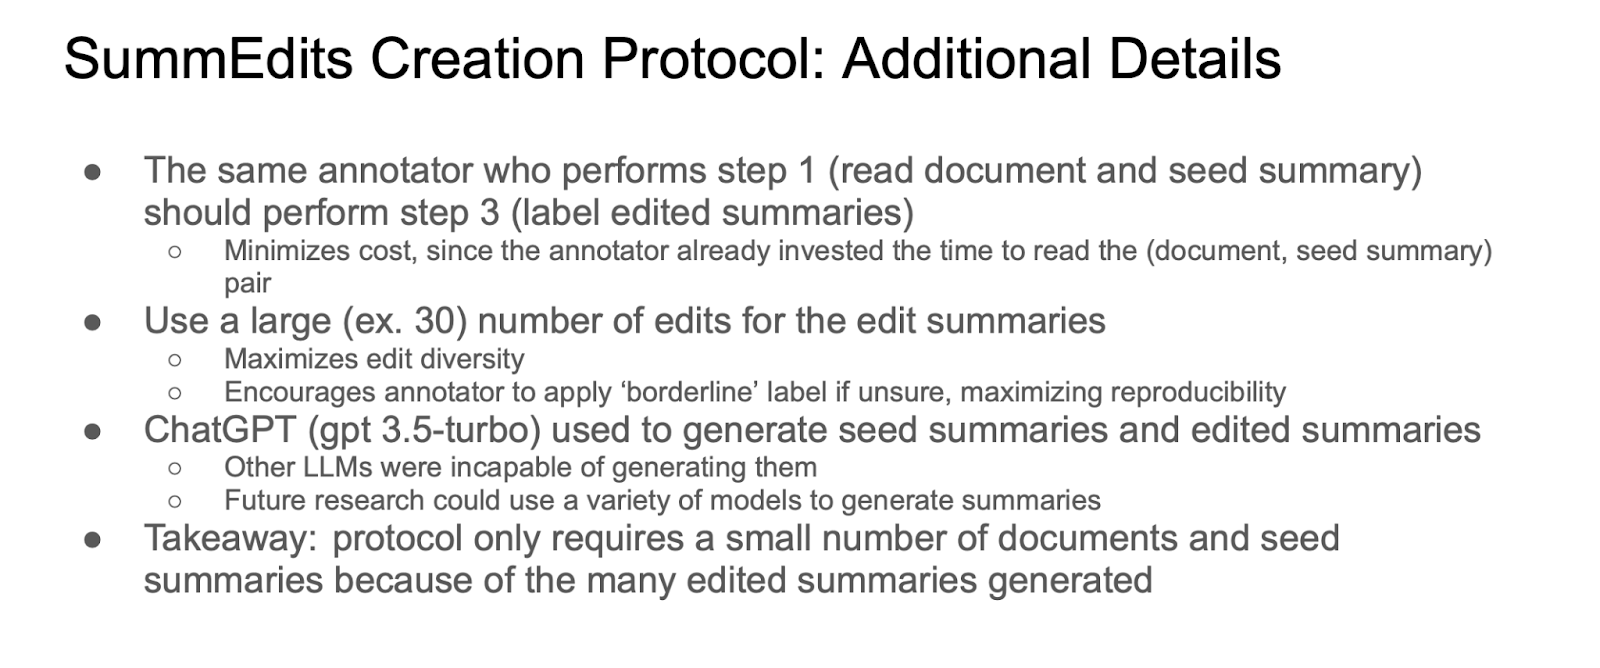 SummEdits Creation Protocol: Additional Details
● The same annotator who performs step 1 (read document and seed summary)
should perform step 3 (label edited summaries)
○ Minimizes cost, since the annotator already invested the time to read the (document, seed summary)
pair
● Use a large (ex. 30) number of edits for the edit summaries
○ Maximizes edit diversity
○ Encourages annotator to apply ‘borderline’ label if unsure, maximizing reproducibility
● ChatGPT (gpt 3.5-turbo) used to generate seed summaries and edited summaries
○ Other LLMs were incapable of generating them
○ Future research could use a variety of models to generate summaries
● Takeaway: protocol only requires a small number of documents and seed
summaries because of the many edited summaries generated